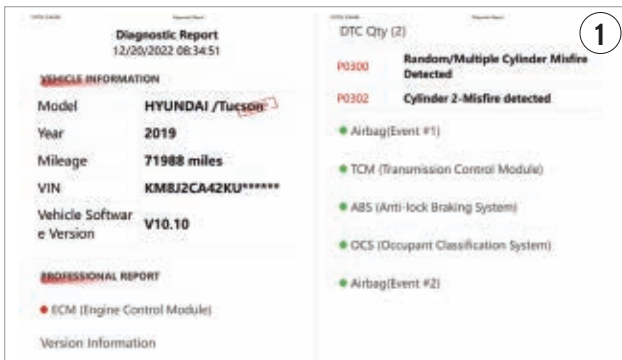 Diagnostic Report
12/20/2022 08:34:51
VEHICLE INFORMATION
Model HYUNDAI /Tucson
Year 2019
Mileage 71988 miles
VIN KM8J2CA42KU******
Vehicle Softwar
e Version V10.10
PROFESSIONAL REPORT
ECM (Engine Control Module)
Version Information
1
DTC Qty (2)
P0300 Random/Multiple Cylinder Misfire
Detected
P0302 Cylinder 2-Misfire detected
Airbag(Event #1)
TCM (Transmission Control Module)
ABS (Anti-lock Braking System)
OCS (Occupant Classification System)
Airbag(Event #2)